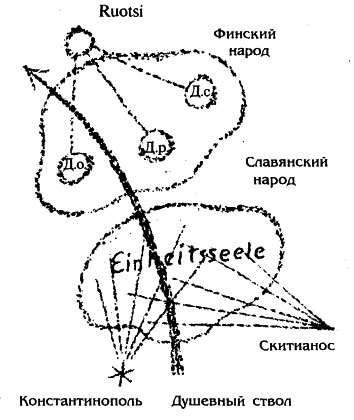 Ruotsi
Финский
народ
Д.с.
Д.р.
Д.о.
Славянский
народ
Einheitsseele
Скитианос
Константинополь Душевный ствол